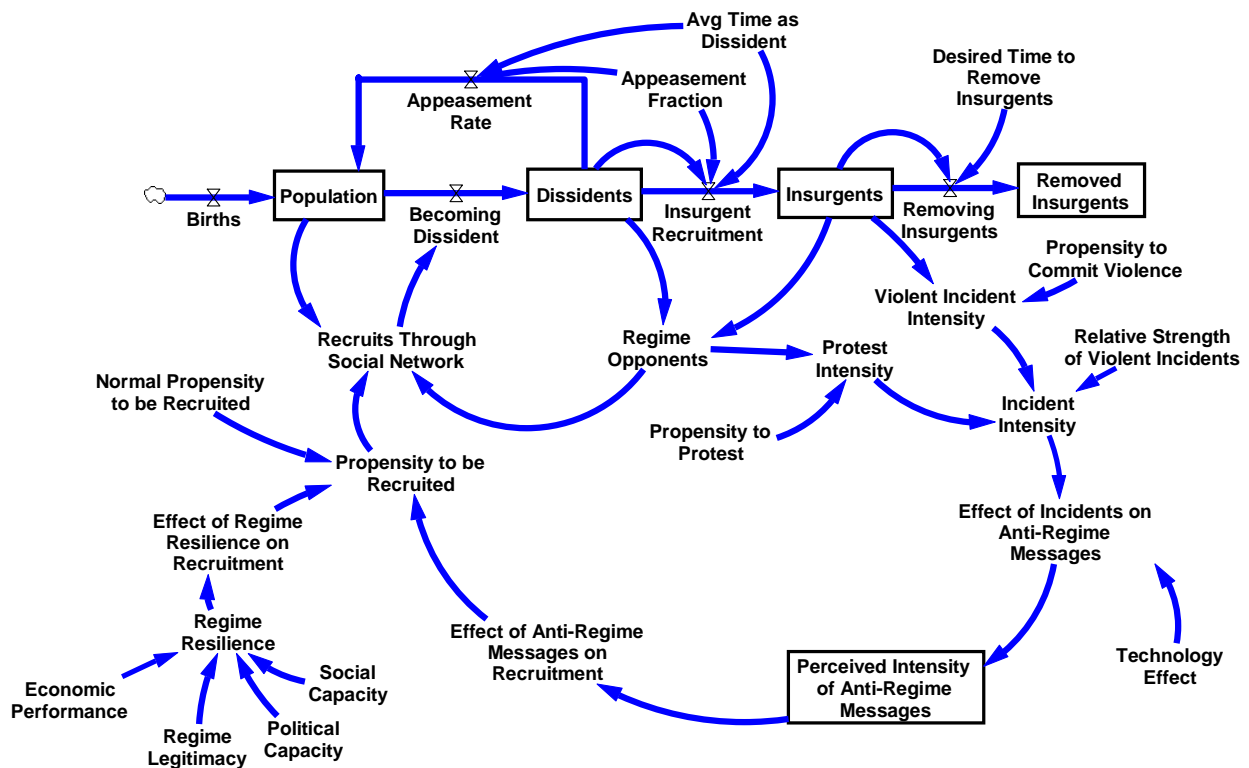 Avg Time as
Dissident
Desired Time to
Remove
Insurgents
Appeasement
Fraction
Appeasement
Rate
Births
Population
Becoming
Dissident
Dissidents
Insurgent
Recruitment
Insurgents
Removing
Insurgents
Removed
Insurgents
Propensity to
Commit Violence
Violent Incident
Intensity
Recruits Through
Social Network
Regime
Opponents
Protest
Intensity
Relative Strength
of Violent Incidents
Normal Propensity
to be Recruited
Incident
Intensity
Propensity to
Protest
Propensity to be
Recruited
Effect of Regime
Resilience on
Recruitment
Effect of Incidents on
Anti-Regime
Messages
Regime
Resilience
Effect of Anti-Regime
Messages on
Recruitment
Perceived Intensity
of Anti-Regime
Messages
Technology
Effect
Economic
Performance
Social
Capacity
Regime
Legitimacy
Political
Capacity